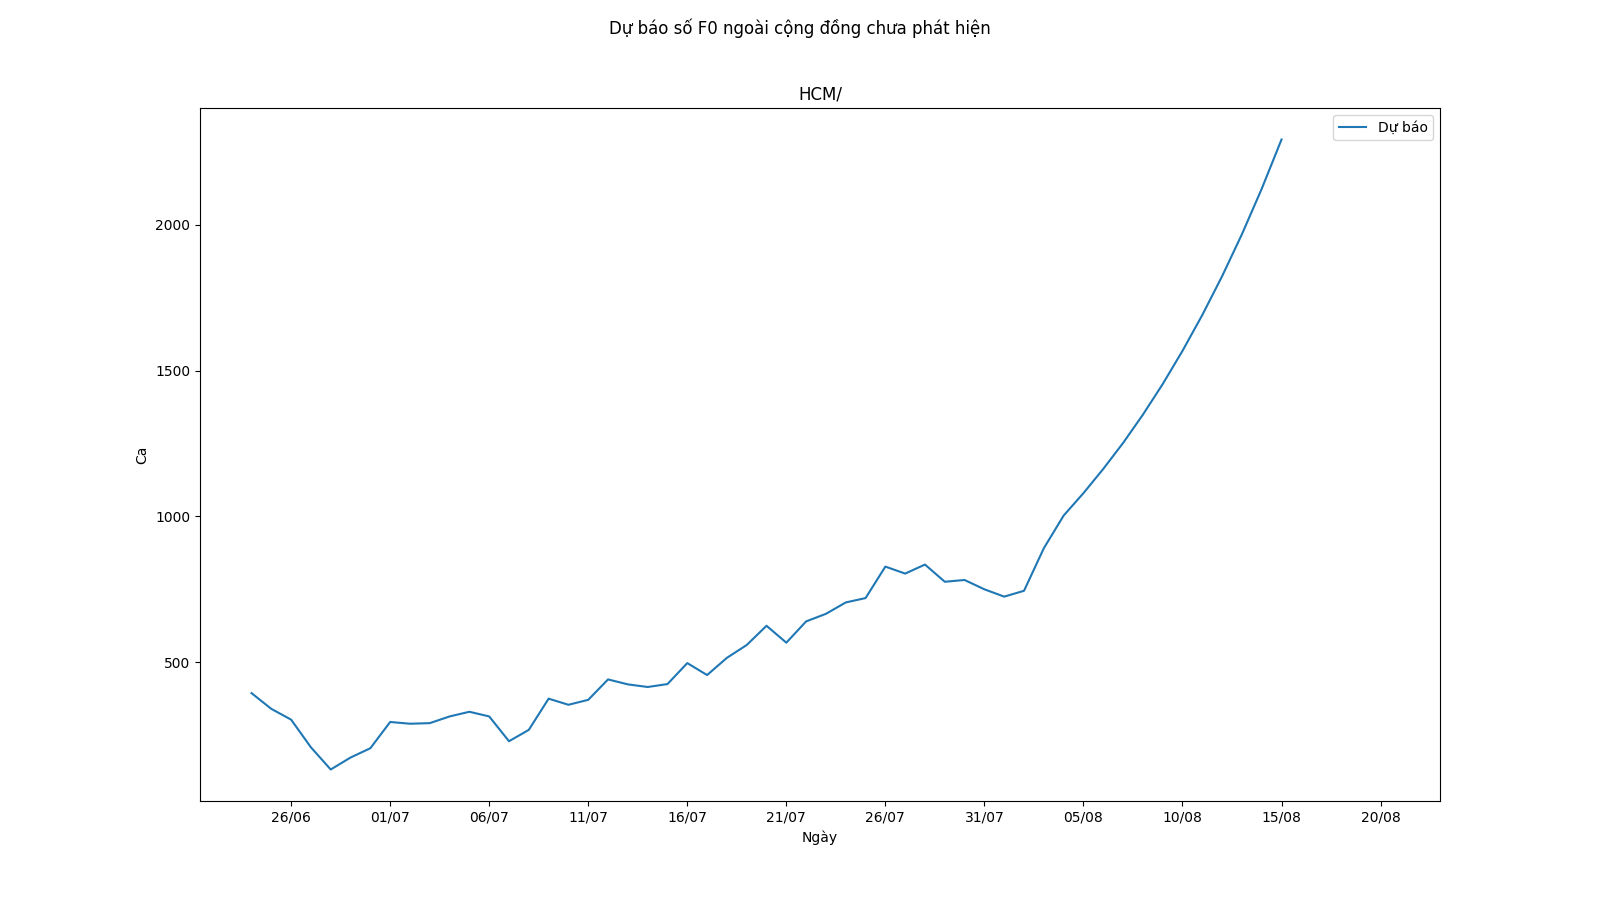 Dự báo số F0 ngoài cộng đồng chưa phát hiện
HCM/
Dự báo
2000
1500
Ca
1000
500
26/06 01/07 06/07 11/07 16/07 21/07 26/07 31/07 05/08 10/08 15/08 20/08
Ngày